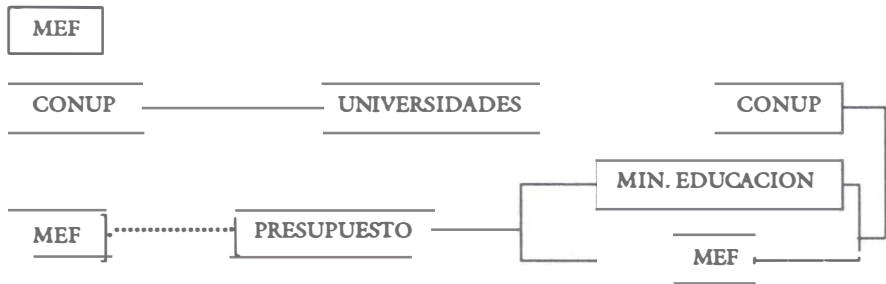 MEF
CONUP UNIVERSIDADES CONUP
MIN. EDUCACION
MEF PRESUPUESTO
MEF